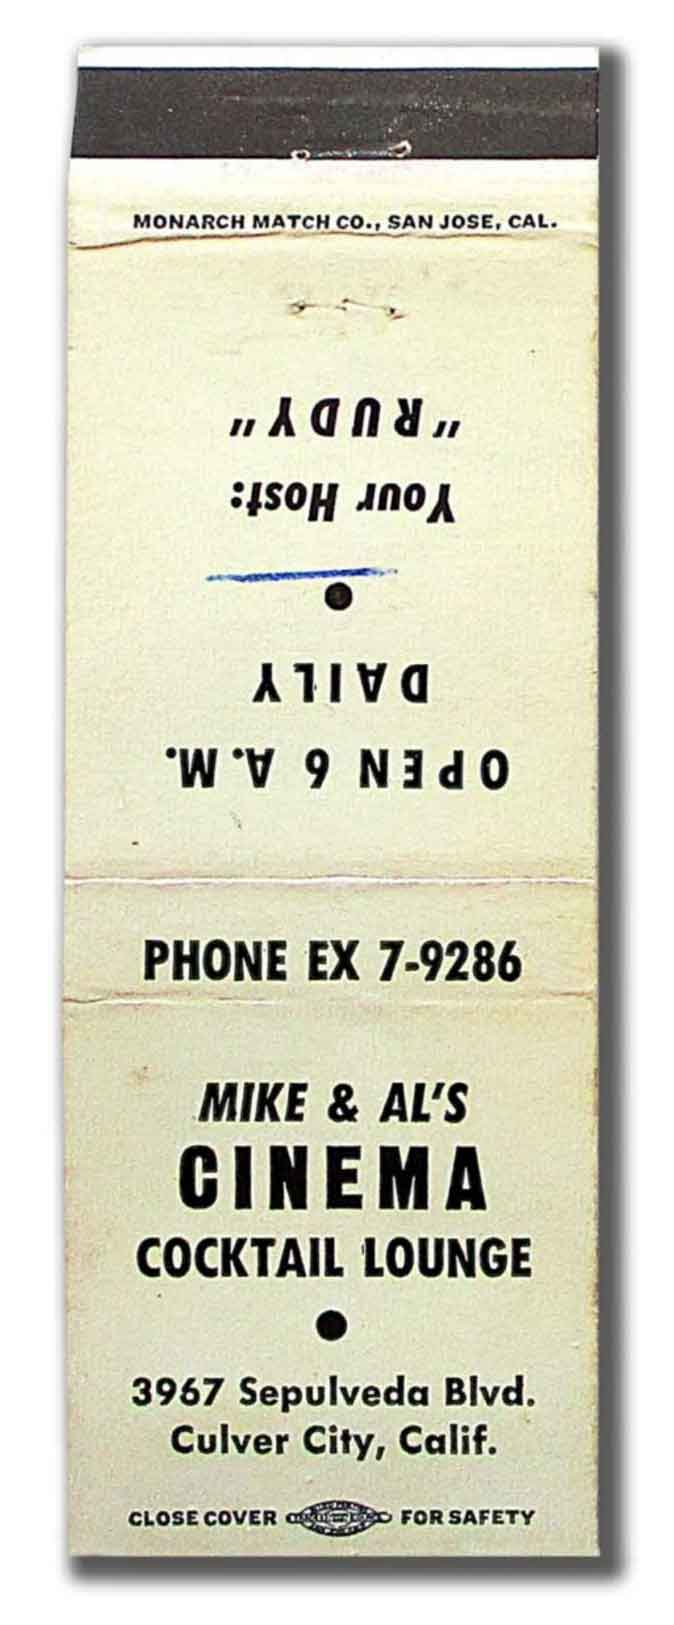 MONARCH MATCH CO., SAN JOSE, CAL.
OPEN 6 A.M.
DAILY
Your Host:
"RUDY"
PHONE EX 7-9286
MIKE & AL'S
CINEMA
COCKTAIL LOUNGE
3967 Sepulveda Blvd.
Culver City, Calif.
CLOSE COVER FOR SAFETY